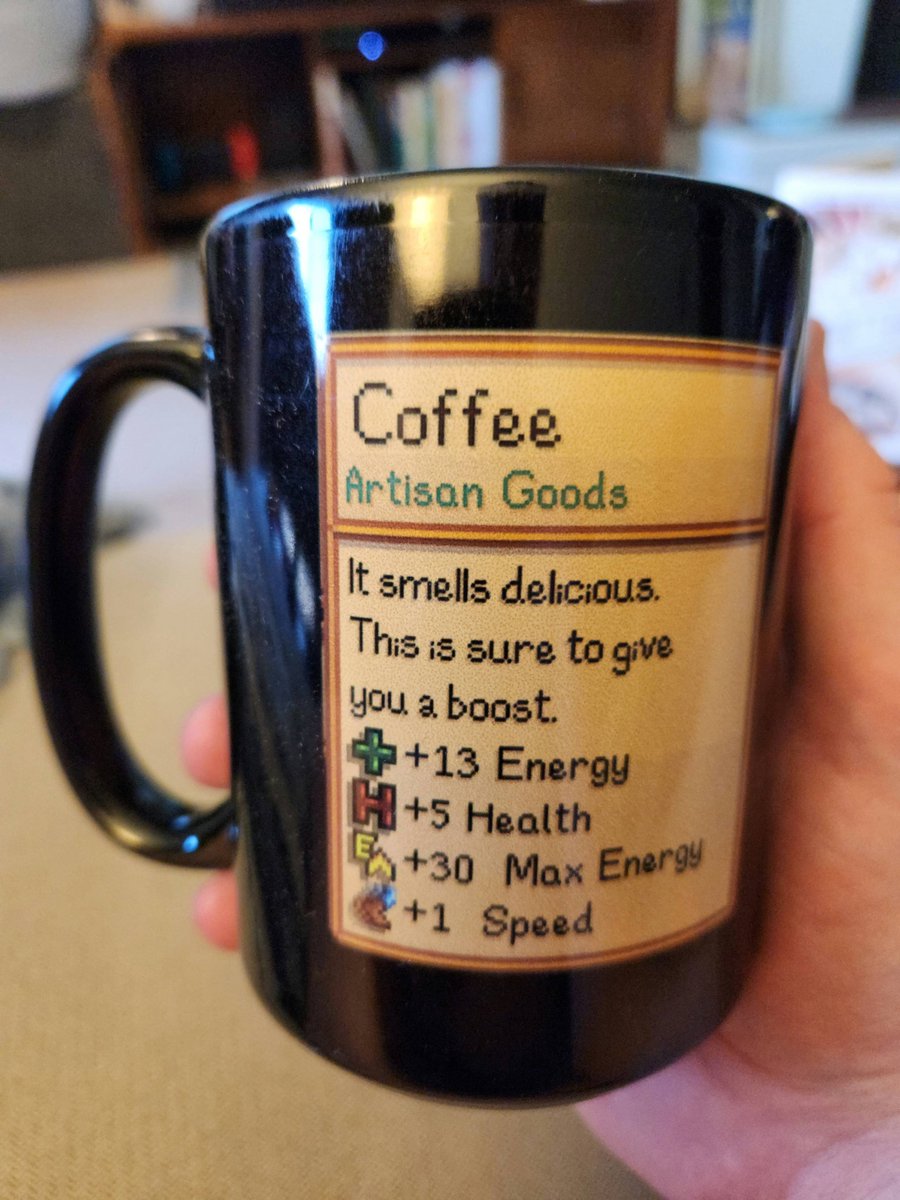 Coffee
Artisan Goods
It smells delicious.
This is sure to give
you a boost.
+13 Energy
H +5 Health
E +30 Max Energy
+1 Speed